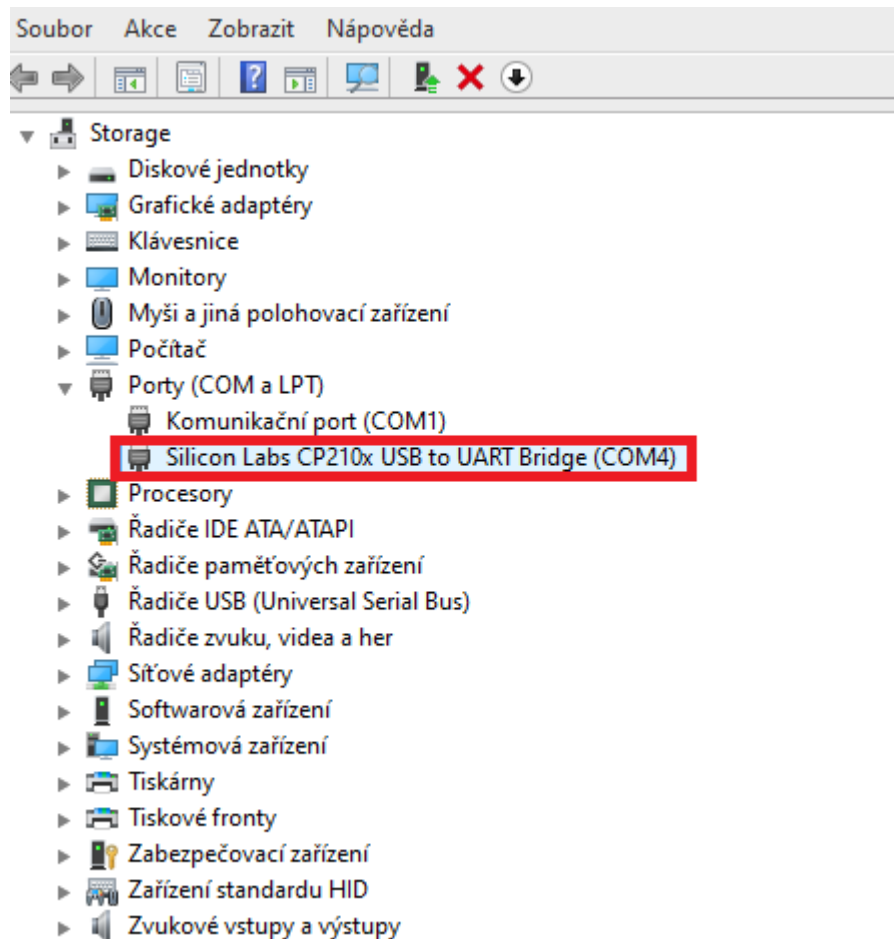 Soubor Akce Zobrazit Nápověda
Storage
Diskové jednotky
Grafické adaptéry
Klávesnice
Monitory
Myši a jiná polohovací zařízení
Počítač
Porty (COM a LPT)
Komunikační port (COM1)
Silicon Labs CP210x USB to UART Bridge (COM4)
Procesory
Řadiče IDE ATA/ATAPI
Řadiče paměťových zařízení
Řadiče USB (Universal Serial Bus)
Řadiče zvuku, videa a her
Síťové adaptéry
Softwarová zařízení
Systémová zařízení
Tiskárny
Tiskové fronty
Zabezpečovací zařízení
Zařízení standardu HID
Zvukové vstupy a výstupy